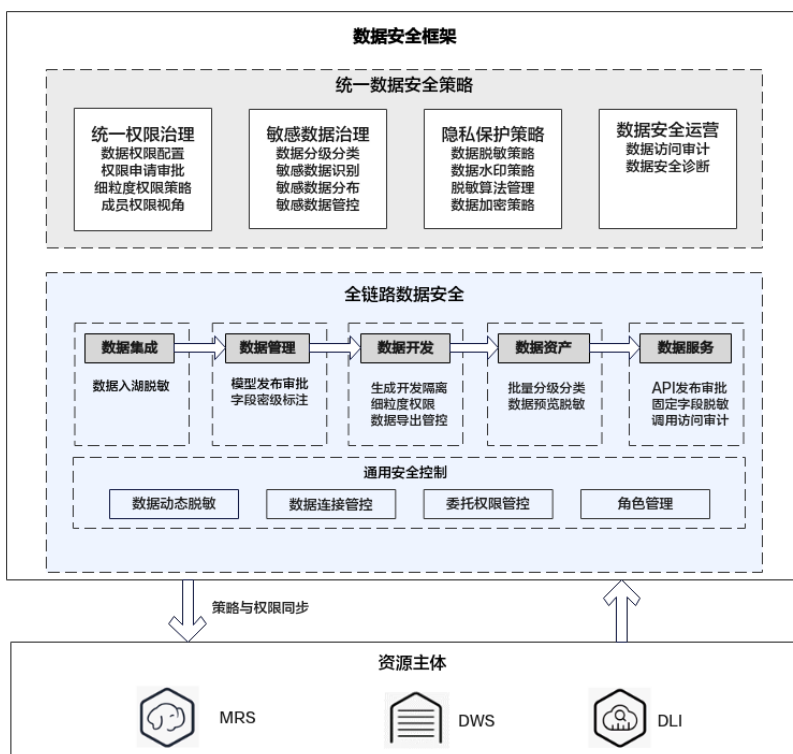 数据安全框架
统一数据安全策略
统一权限治理
数据权限配置
权限申请审批
细粒度权限策略
成员权限视角
敏感数据治理
数据分级分类
敏感数据识别
敏感数据分布
敏感数据管控
隐私保护策略
数据脱敏策略
数据水印策略
脱敏算法管理
数据加密策略
数据安全运营
数据访问审计
数据安全诊断
全链路数据安全
数据集成
数据入湖脱敏
数据管理
模型发布审批
字段密级标注
数据开发
生成开发隔离
细粒度权限
数据导出管控
数据资产
批量分级分类
数据预览脱敏
数据服务
API发布审批
固定字段脱敏
调用访问审计
通用安全控制
数据动态脱敏
数据连接管控
委托权限管控
角色管理
策略与权限同步
资源主体
MRS
DWS
DLI